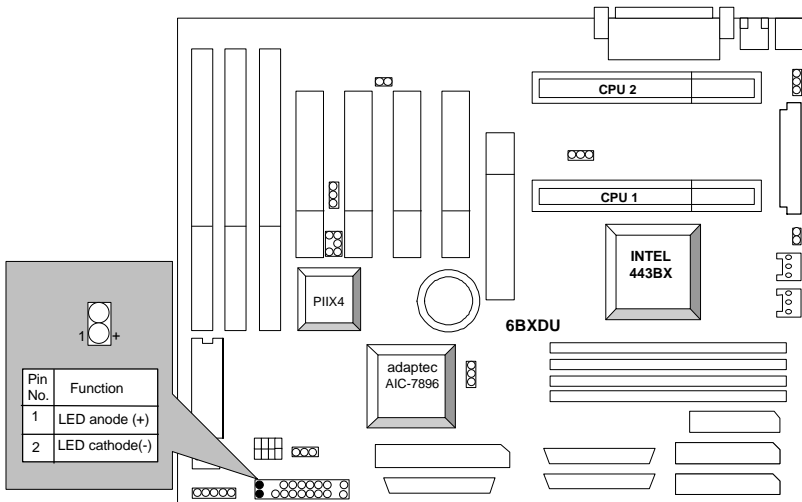 CPU 2
CPU 1
INTEL
443BX
PIIX4
6BXDU
adaptec
AIC-7896
1 +
Pin No. Function
1 LED anode (+)
2 LED cathode(-)